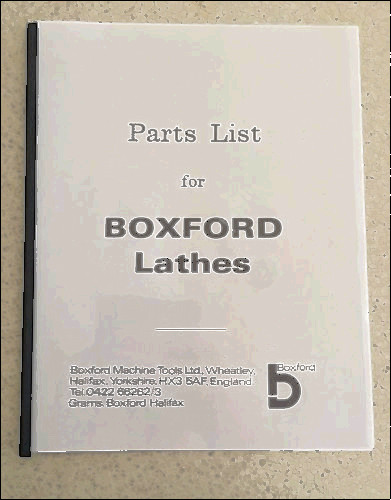 Parts List
for
BOXFORD
Lathes
Boxford Machine Tools Ltd., Wheatley,
Halifax, Yorkshire, HX3 5AF, England
Tel. 0422 66262/3
Grams. Boxford Halifax
Boxford